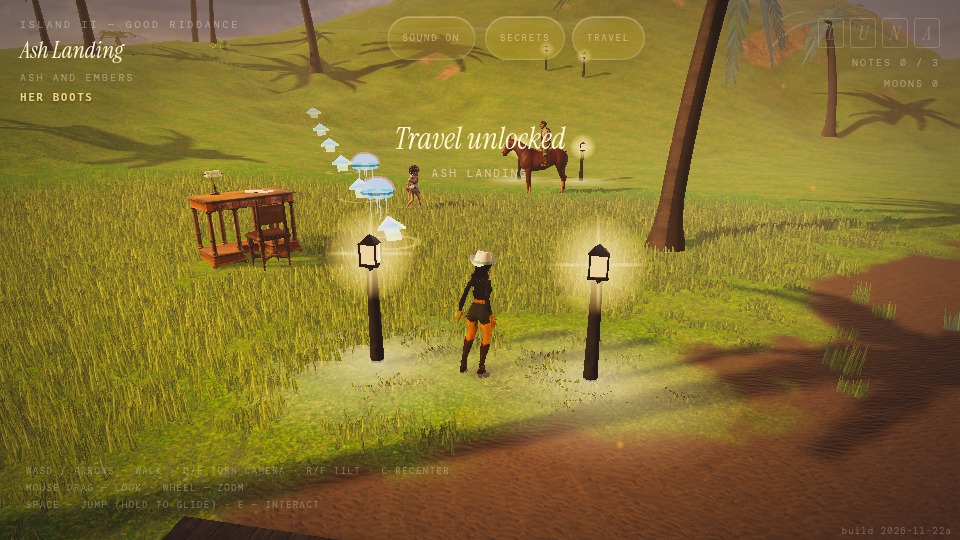 ISLAND II — GOOD RIDDANCE
Ash Landing
ASH AND EMBERS
HER BOOTS
SOUND ON
SECRETS
TRAVEL
L U N A
NOTES 0 / 3
MOONS 0
Travel unlocked
ASH LANDING
WASD / ARROWS — WALK · Q/E TURN CAMERA · R/F TILT · C RECENTER
MOUSE DRAG — LOOK · WHEEL — ZOOM
SPACE — JUMP (HOLD TO GLIDE) · E — INTERACT
build 2026-11-22a